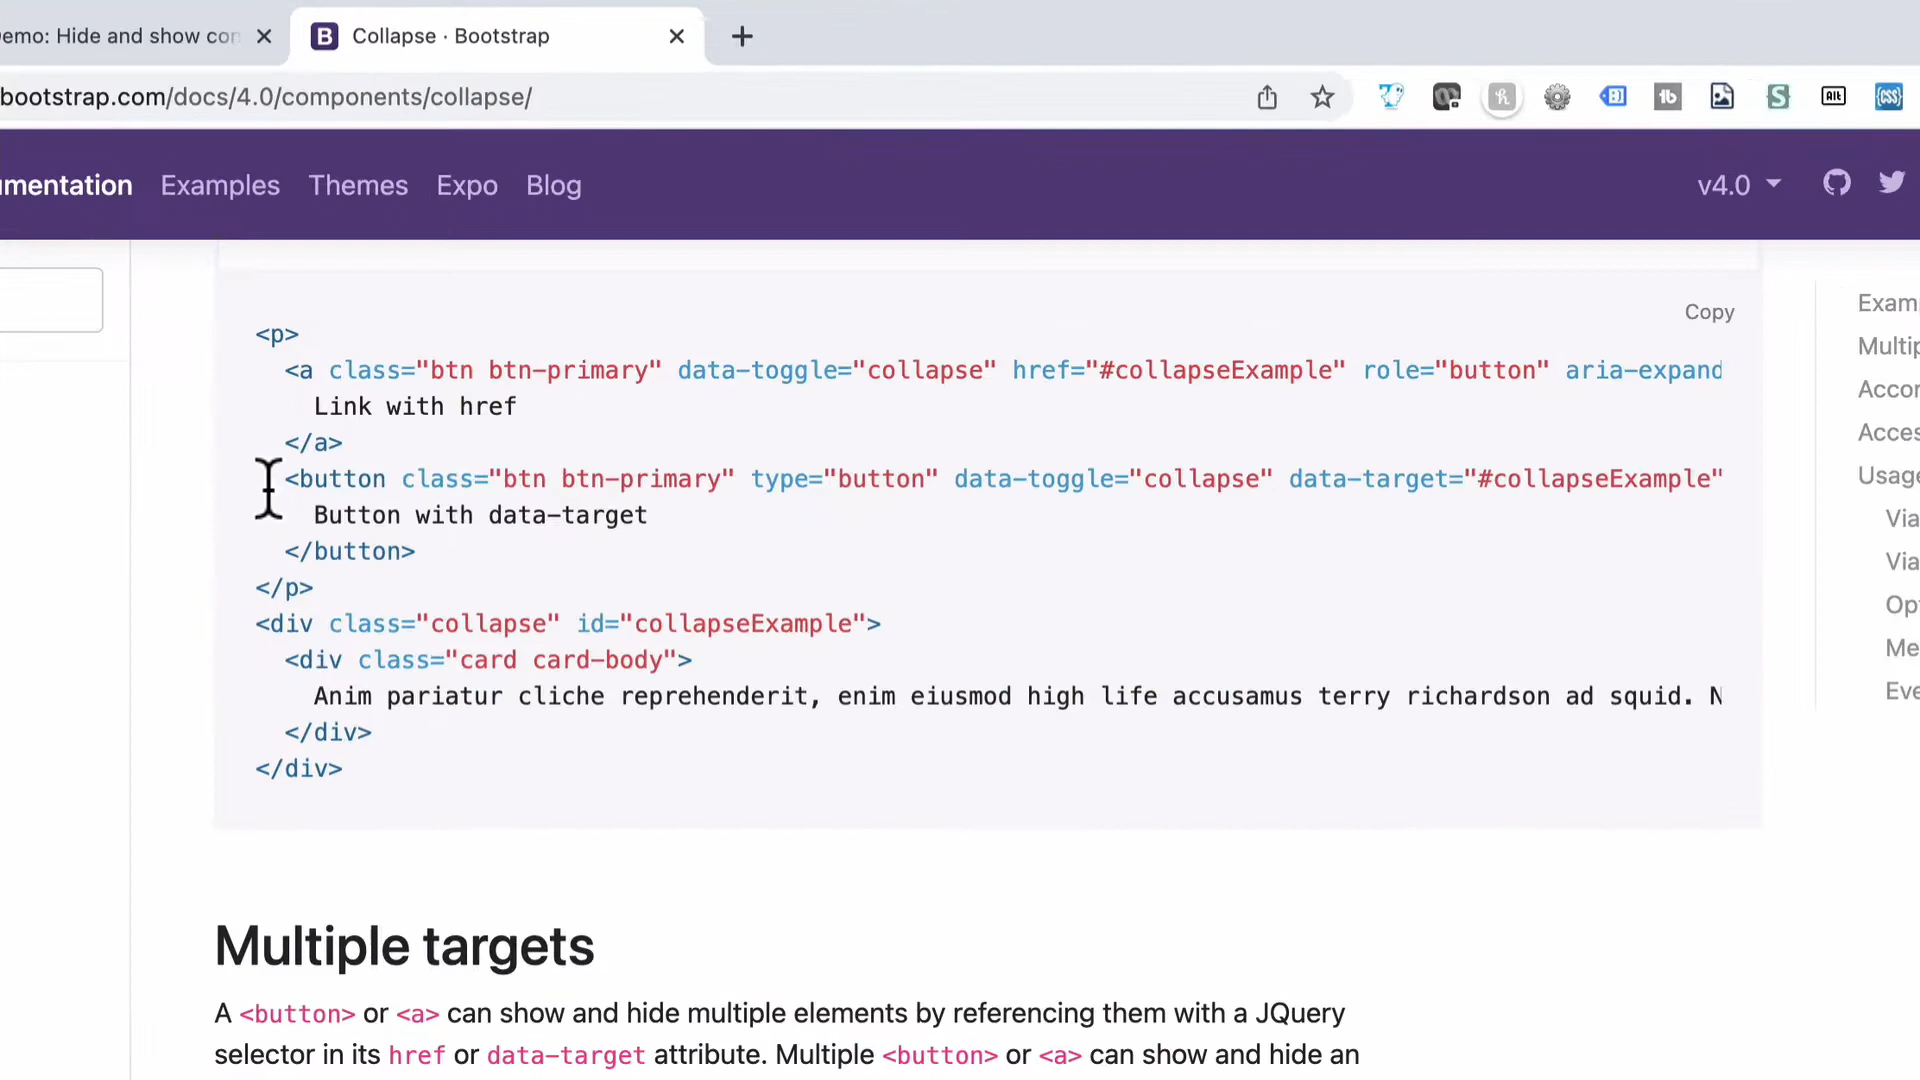 emo: Hide and show con
B Collapse · Bootstrap
bootstrap.com/docs/4.0/components/collapse/
umentation Examples Themes Expo Blog v4.0
Copy
<p>
<a class="btn btn-primary" data-toggle="collapse" href="#collapseExample" role="button" aria-expand
Link with href
</a>
<button class="btn btn-primary" type="button" data-toggle="collapse" data-target="#collapseExample"
Button with data-target
</button>
</p>
<div class="collapse" id="collapseExample">
<div class="card card-body">
Anim pariatur cliche reprehenderit, enim eiusmod high life accusamus terry richardson ad squid. N
</div>
</div>
Exam
Multip
Accor
Acces
Usage
Via
Via
Opt
Me
Eve
Multiple targets
A <button> or <a> can show and hide multiple elements by referencing them with a JQuery
selector in its href or data-target attribute. Multiple <button> or <a> can show and hide an